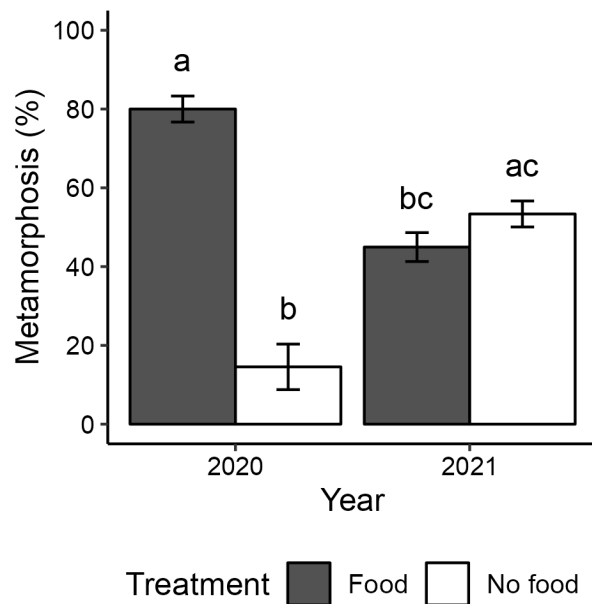 100
80
60
40
20
0
Metamorphosis (%)
a
b
bc
ac
2020 2021
Year
Treatment Food No food